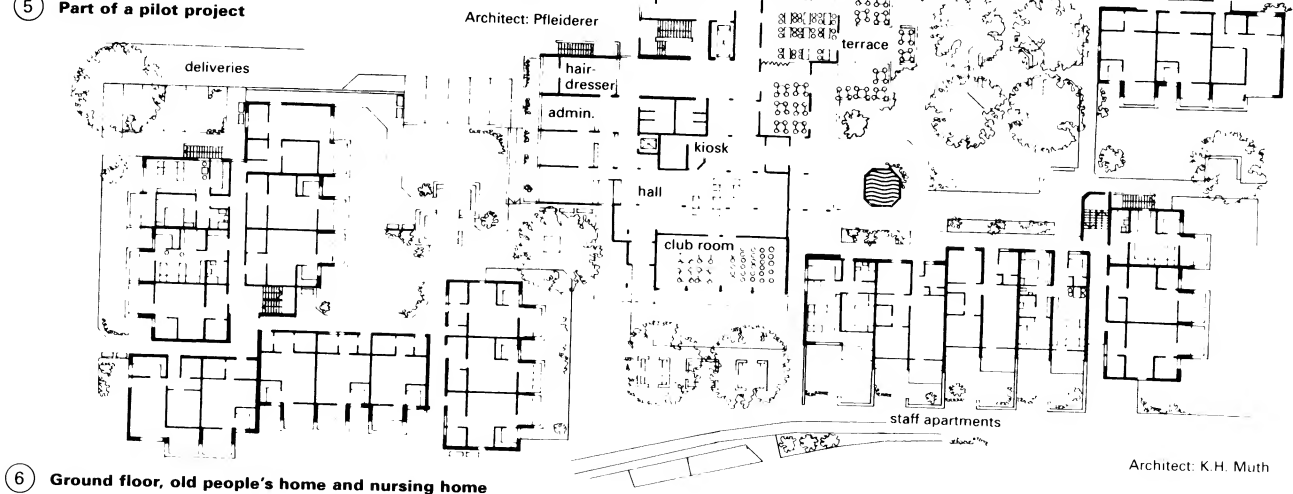 5 Part of a pilot project
Architect: Pfleiderer
deliveries
hair-
dresser
admin.
terrace
kiosk
hall
club room
staff apartments
Architect: K.H. Muth
6 Ground floor, old people's home and nursing home